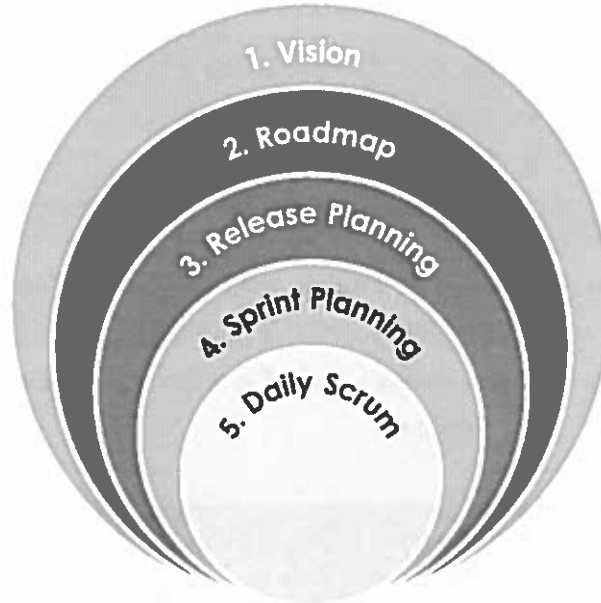 1. Vision
2. Roadmap
3. Release Planning
4. Sprint Planning
5. Daily Scrum